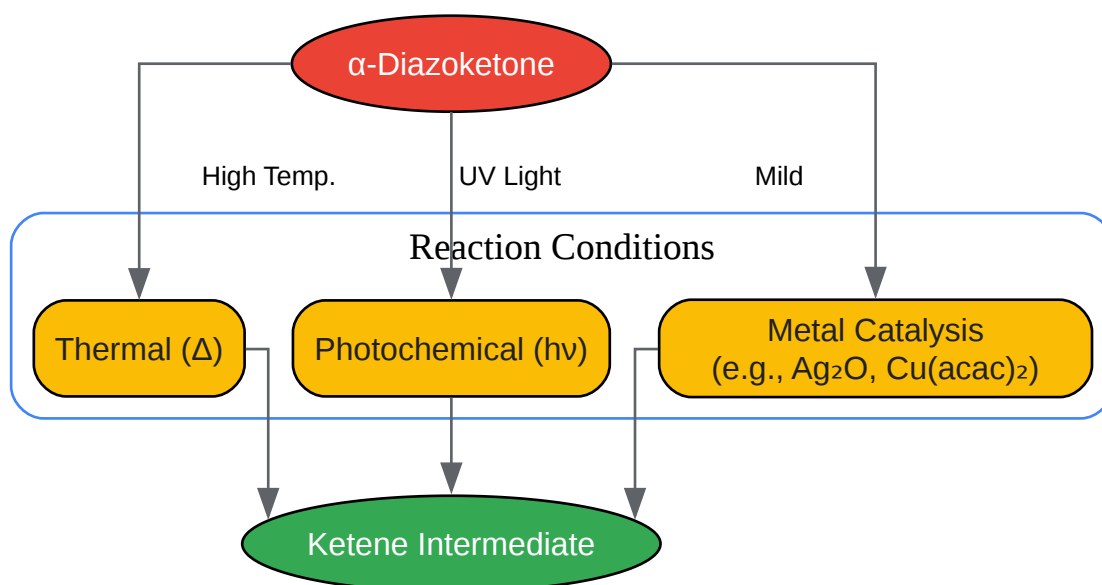 α-Diazoketone
High Temp.
UV Light
Mild
Reaction Conditions
Thermal (Δ)
Photochemical (hν)
Metal Catalysis
(e.g., Ag₂O, Cu(acac)₂)
Ketene Intermediate